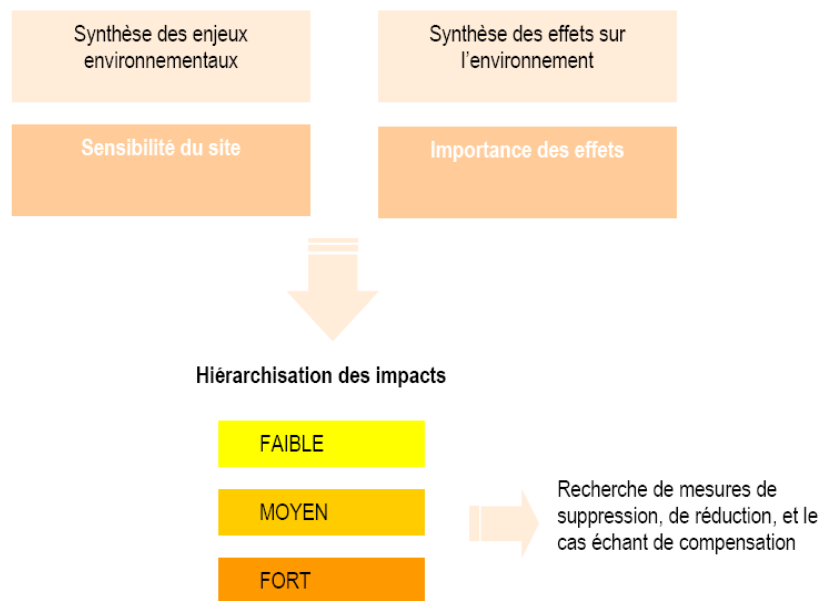 Synthèse des enjeux
environnementaux
Synthèse des effets sur
l'environnement
Sensibilité du site
Importance des effets
Hiérarchisation des impacts
FAIBLE
MOYEN
FORT
Recherche de mesures de
suppression, de réduction, et le
cas échant de compensation